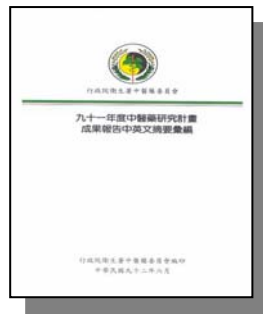 行政院衛生署中醫藥委員會
九十一年度中醫藥研究計畫
成果報告中英文摘要彙編
行政院衛生署中醫藥委員會編印
中華民國九十二年六月